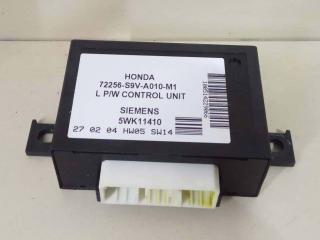 HONDA
72256-S9V-A010-M1
L P/W CONTROL UNIT
SIEMENS
5WK11410
27 02 04 HW05 SW14